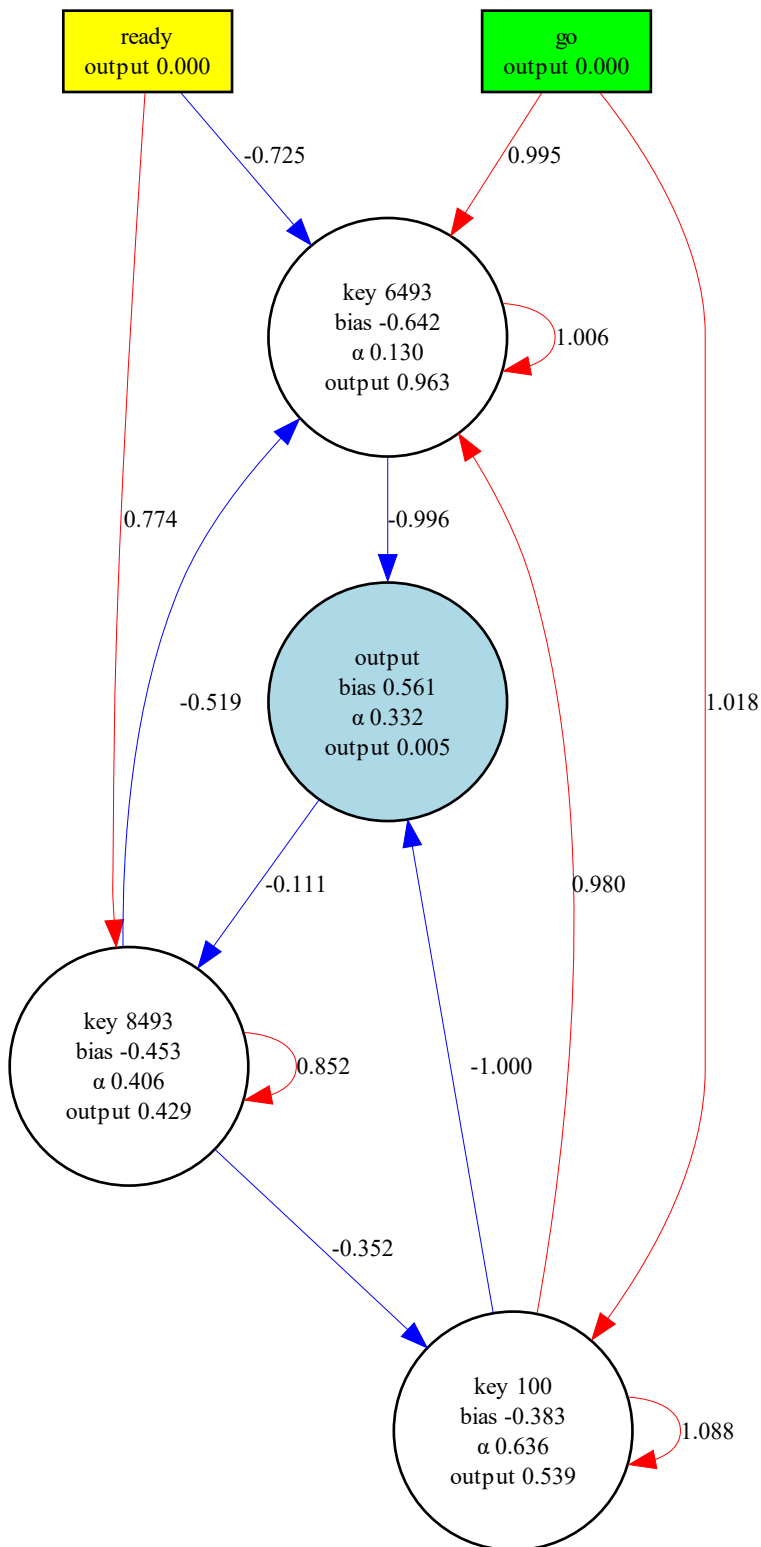 ready
output 0.000
go
output 0.000
-0.725
0.995
key 6493
bias -0.642
α 0.130
output 0.963
1.006
0.774
-0.996
output
bias 0.561
α 0.332
output 0.005
-0.519
1.018
-0.111
0.980
key 8493
bias -0.453
α 0.406
output 0.429
0.852
-1.000
-0.352
key 100
bias -0.383
α 0.636
output 0.539
1.088